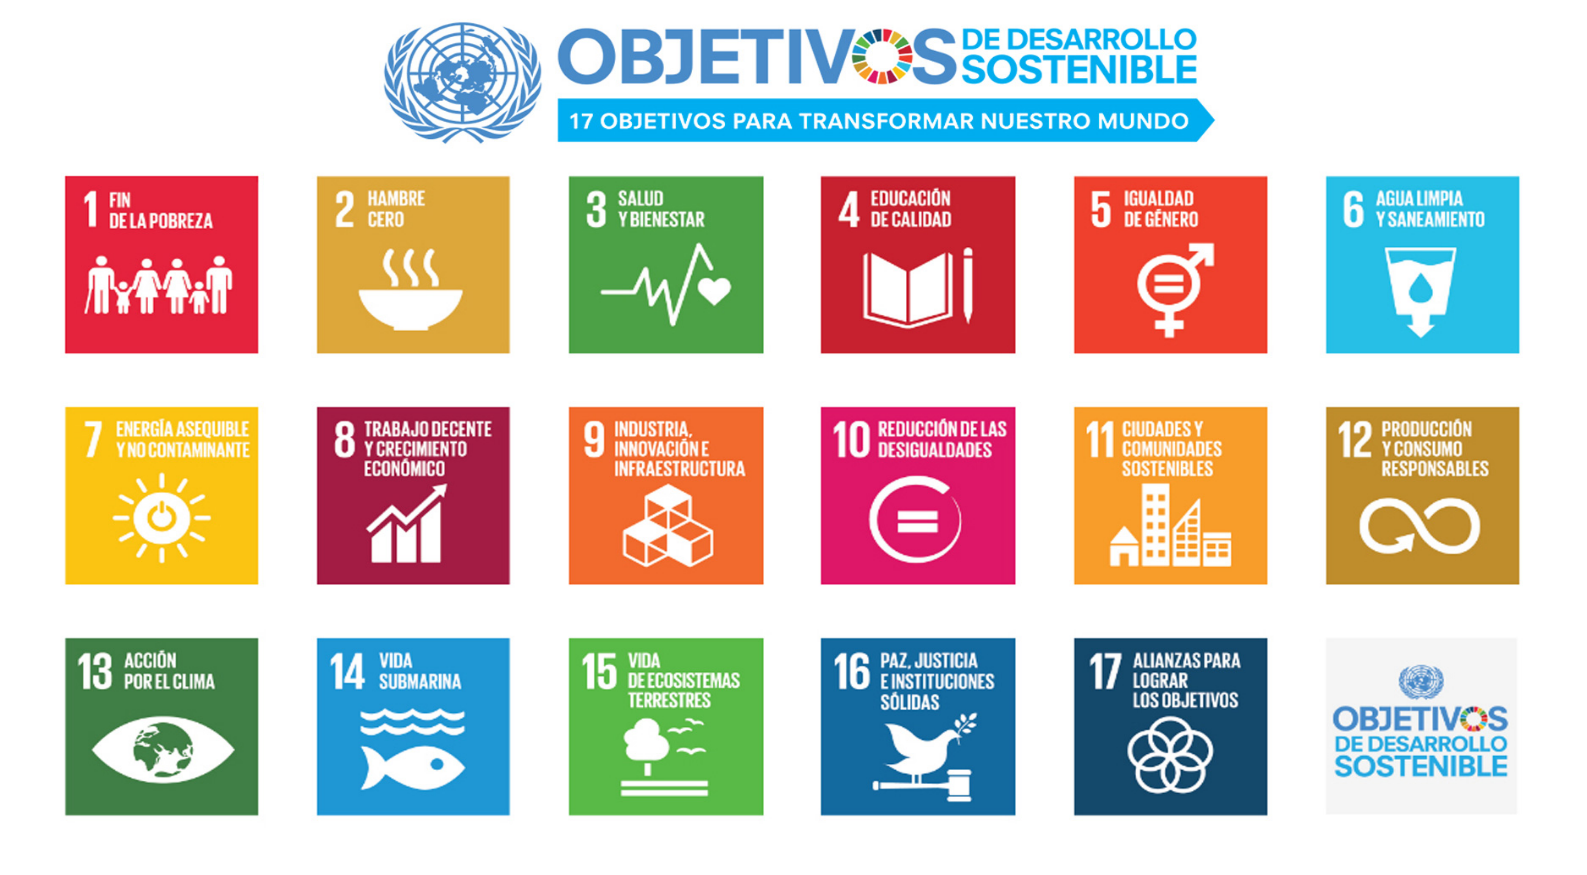 OBJETIVOS DE DESARROLLO
SOSTENIBLE
17 OBJETIVOS PARA TRANSFORMAR NUESTRO MUNDO
1 FIN
DE LA POBREZA
2 HAMBRE
CERO
3 SALUD
Y BIENESTAR
4 EDUCACIÓN
DE CALIDAD
5 IGUALDAD
DE GÉNERO
6 AGUA LIMPIA
Y SANEAMIENTO
7 ENERGÍA ASEQUIBLE
Y NO CONTAMINANTE
8 TRABAJO DECENTE
Y CRECIMIENTO
ECONÓMICO
9 INDUSTRIA,
INNOVACIÓN E
INFRAESTRUCTURA
10 REDUCCIÓN DE LAS
DESIGUALDADES
11 CIUDADES Y
COMUNIDADES
SOSTENIBLES
12 PRODUCCIÓN
Y CONSUMO
RESPONSABLES
13 ACCIÓN
POR EL CLIMA
14 VIDA
SUBMARINA
15 VIDA
DE ECOSISTEMAS
TERRESTRES
16 PAZ, JUSTICIA
E INSTITUCIONES
SÓLIDAS
17 ALIANZAS PARA
LOGRAR
LOS OBJETIVOS
OBJETIVOS
DE DESARROLLO
SOSTENIBLE